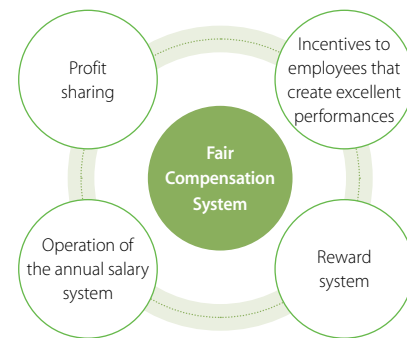 Profit
sharing
Incentives to
employees that
create excellent
performances
Fair
Compensation
System
Operation of
the annual salary
system
Reward
system